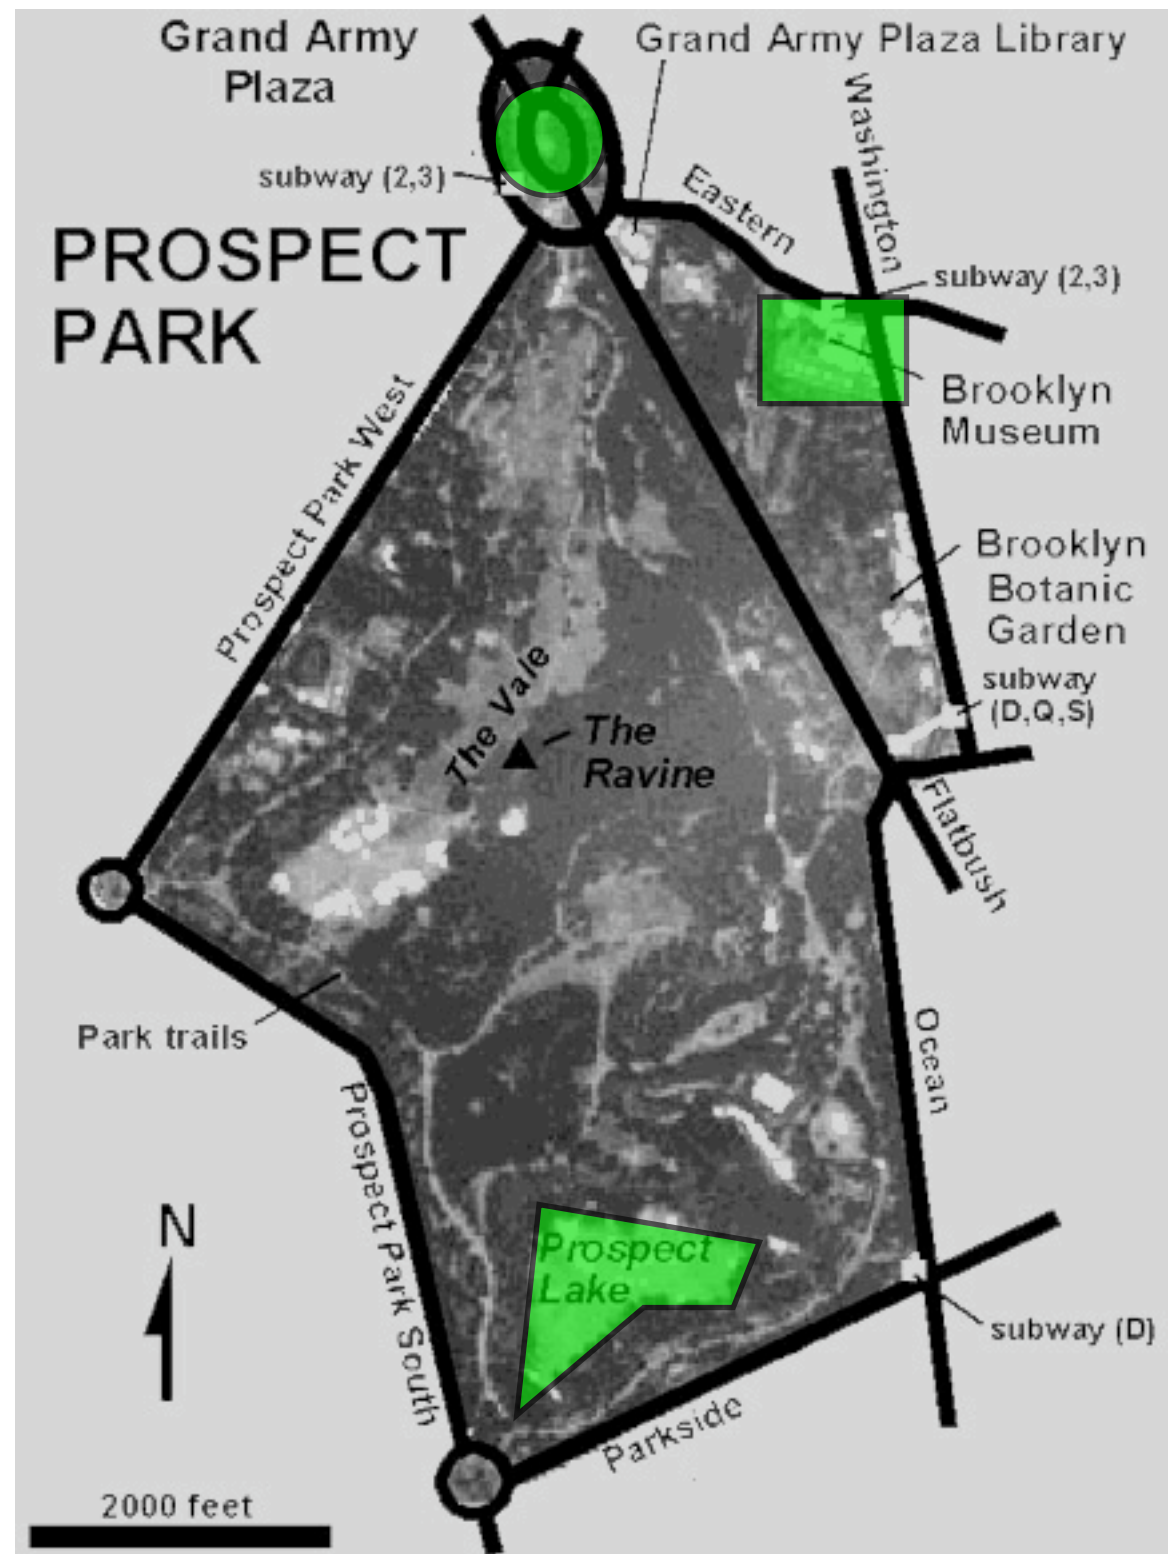 Grand Army
Plaza
Grand Army Plaza Library
Washington
subway (2,3)
Eastern
PROSPECT
PARK
subway (2,3)
Brooklyn
Museum
Prospect Park West
Brooklyn
Botanic
Garden
The Vale
subway
(D,Q,S)
The
Ravine
Flatbush
Park trails
Ocean
Prospect Park South
N
Prospect
Lake
subway (D)
Parkside
2000 feet